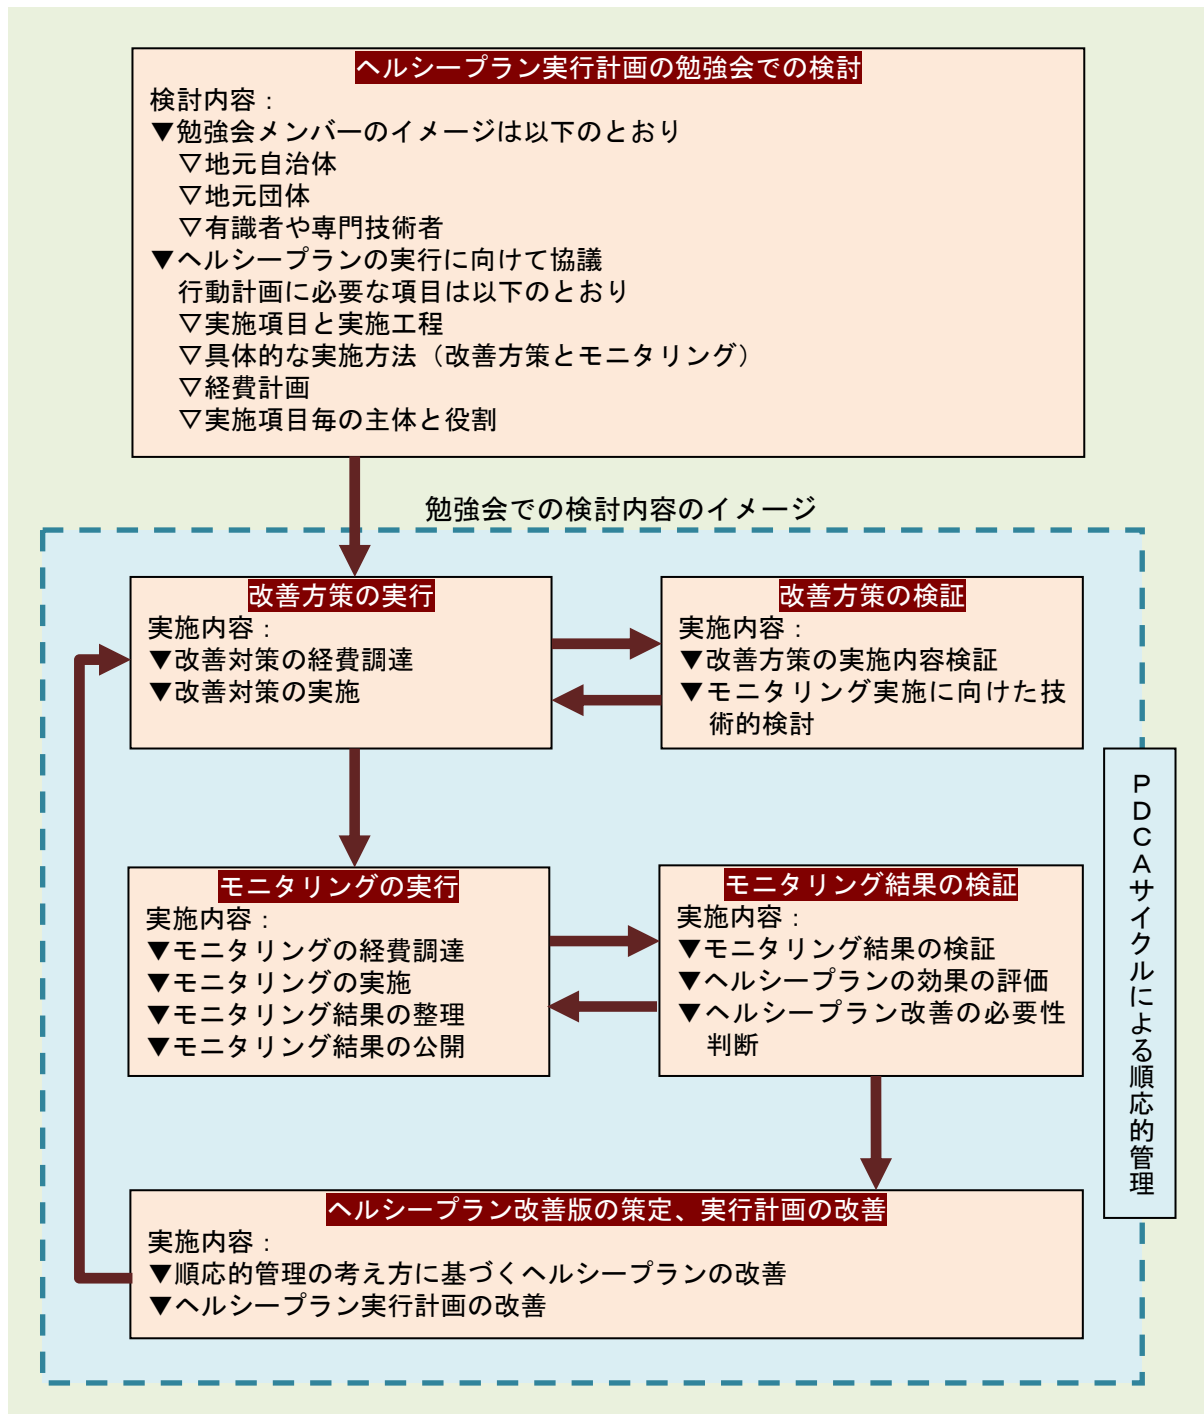 ヘルシープラン実行計画の勉強会での検討
検討内容：
▼勉強会メンバーのイメージは以下のとおり
▽地元自治体
▽地元団体
▽有識者や専門技術者
▼ヘルシープランの実行に向けて協議
行動計画に必要な項目は以下のとおり
▽実施項目と実施工程
▽具体的な実施方法（改善方策とモニタリング）
▽経費計画
▽実施項目毎の主体と役割
勉強会での検討内容のイメージ
改善方策の実行
実施内容：
▼改善対策の経費調達
▼改善対策の実施
改善方策の検証
実施内容：
▼改善方策の実施内容検証
▼モニタリング実施に向けた技
術的検討
モニタリングの実行
実施内容：
▼モニタリングの経費調達
▼モニタリングの実施
▼モニタリング結果の整理
▼モニタリング結果の公開
モニタリング結果の検証
実施内容：
▼モニタリング結果の検証
▼ヘルシープランの効果の評価
▼ヘルシープラン改善の必要性
判断
ＰＤＣＡサイクルによる順応的管理
ヘルシープラン改善版の策定、実行計画の改善
実施内容：
▼順応的管理の考え方に基づくヘルシープランの改善
▼ヘルシープラン実行計画の改善